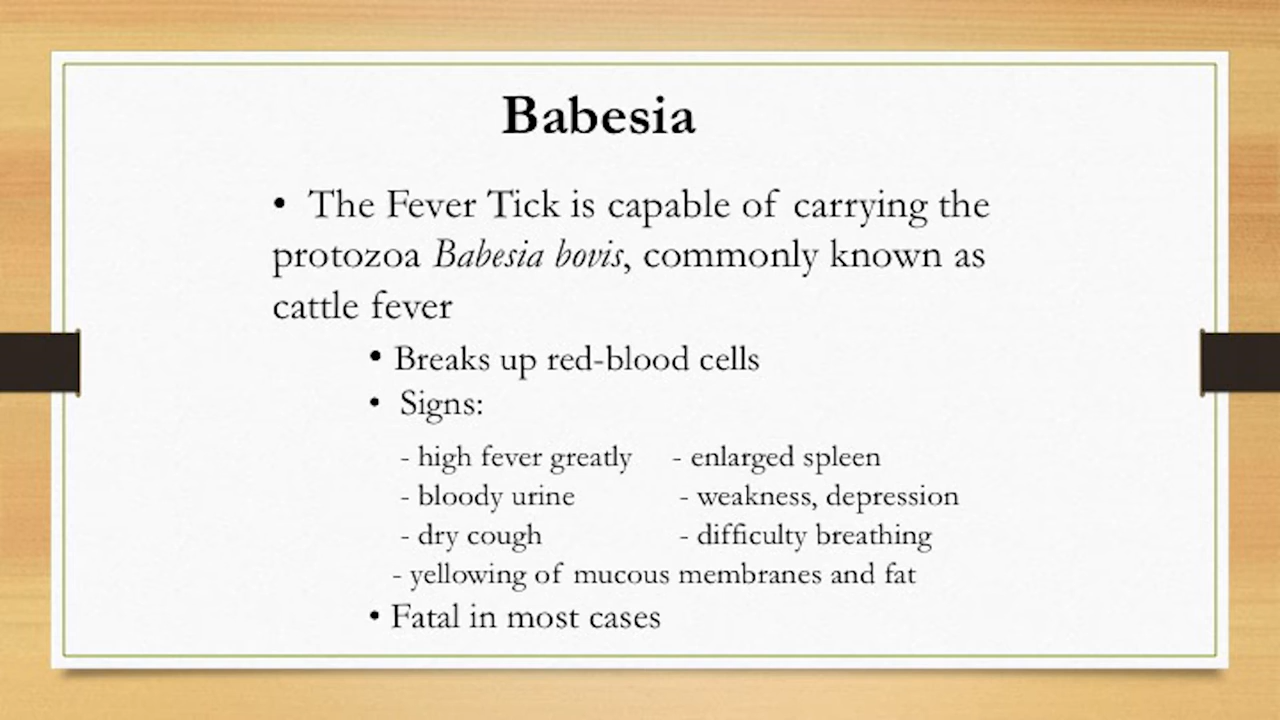 Babesia
• The Fever Tick is capable of carrying the
protozoa Babesia bovis, commonly known as
cattle fever
• Breaks up red-blood cells
• Signs:
- high fever greatly - enlarged spleen
- bloody urine - weakness, depression
- dry cough - difficulty breathing
- yellowing of mucous membranes and fat
• Fatal in most cases